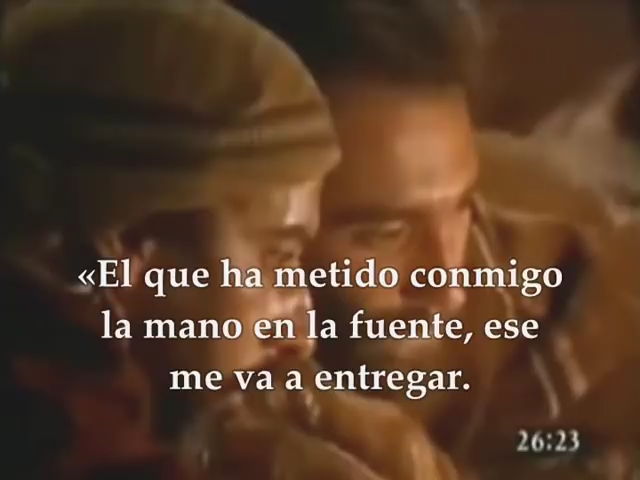 «El que ha metido conmigo
la mano en la fuente, ese
me va a entregar.
26:23